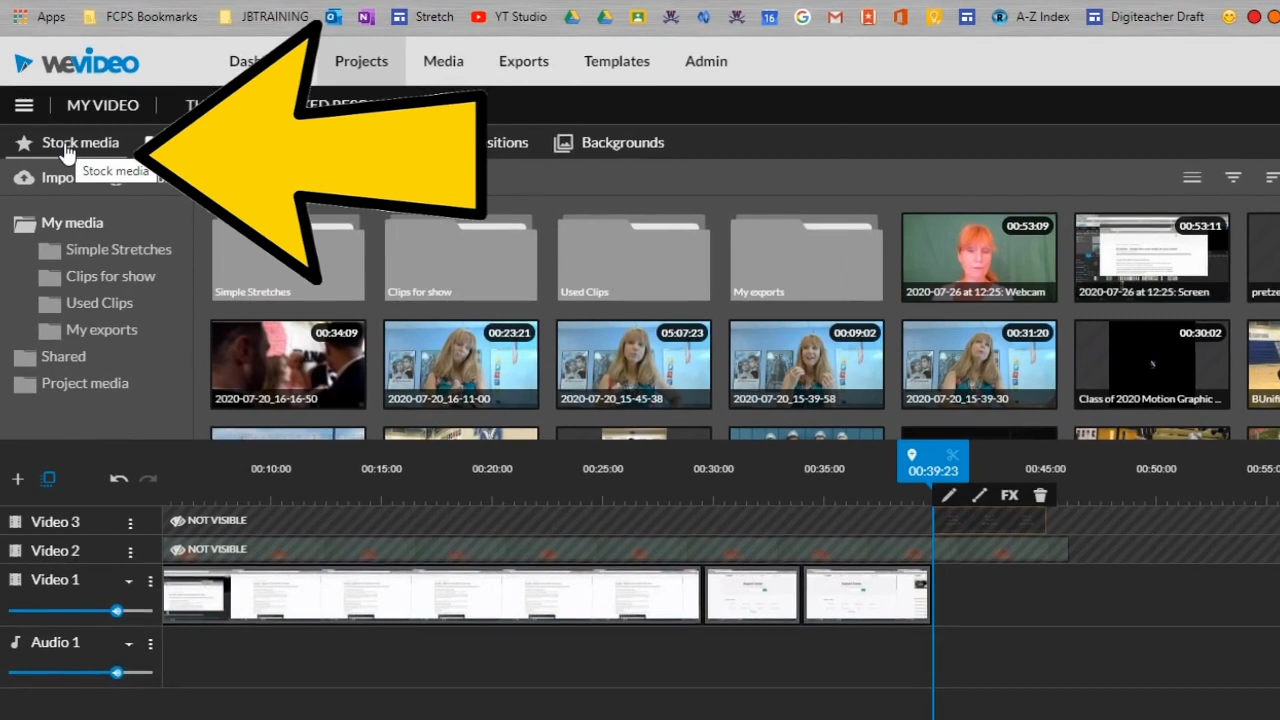 Apps FCPS Bookmarks JBTRAINING Stretch YT Studio 16 A-Z Index Digiteacher Draft
WEVIDEO Projects Media Exports Templates Admin
MY VIDEO
Stock media Backgrounds
Stock media
My media
Simple Stretches
Clips for show
Used Clips
My exports
Shared
Project media
Simple Stretches Clips for show Used Clips My exports
00:53:09
2020-07-26 at 12:25: Webcam
00:53:11
2020-07-26 at 12:25: Screen
00:34:09
2020-07-20_16-16-50
00:23:21
2020-07-20_16-11-00
05:07:23
2020-07-20_15-45-38
00:09:02
2020-07-20_15-39-58
00:31:20
2020-07-20_15-39-30
00:30:02
Class of 2020 Motion Graphic ...
00:10:00 00:15:00 00:20:00 00:25:00 00:30:00 00:35:00 00:39:23 00:45:00 00:50:00
FX
Video 3 NOT VISIBLE
Video 2 NOT VISIBLE
Video 1
Audio 1